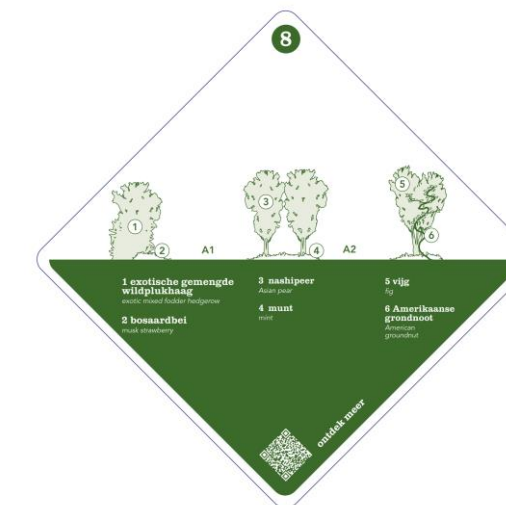 8
1
2
A1
3
4
A2
5
6
1 exotische gemengde
wildplukhaag
exotic mixed fodder hedgerow
2 bosaardbei
musk strawberry
3 nashipeer
Asian pear
4 munt
mint
5 vijg
fig
6 Amerikaanse
grondnoot
American
groundnut
ontdek meer